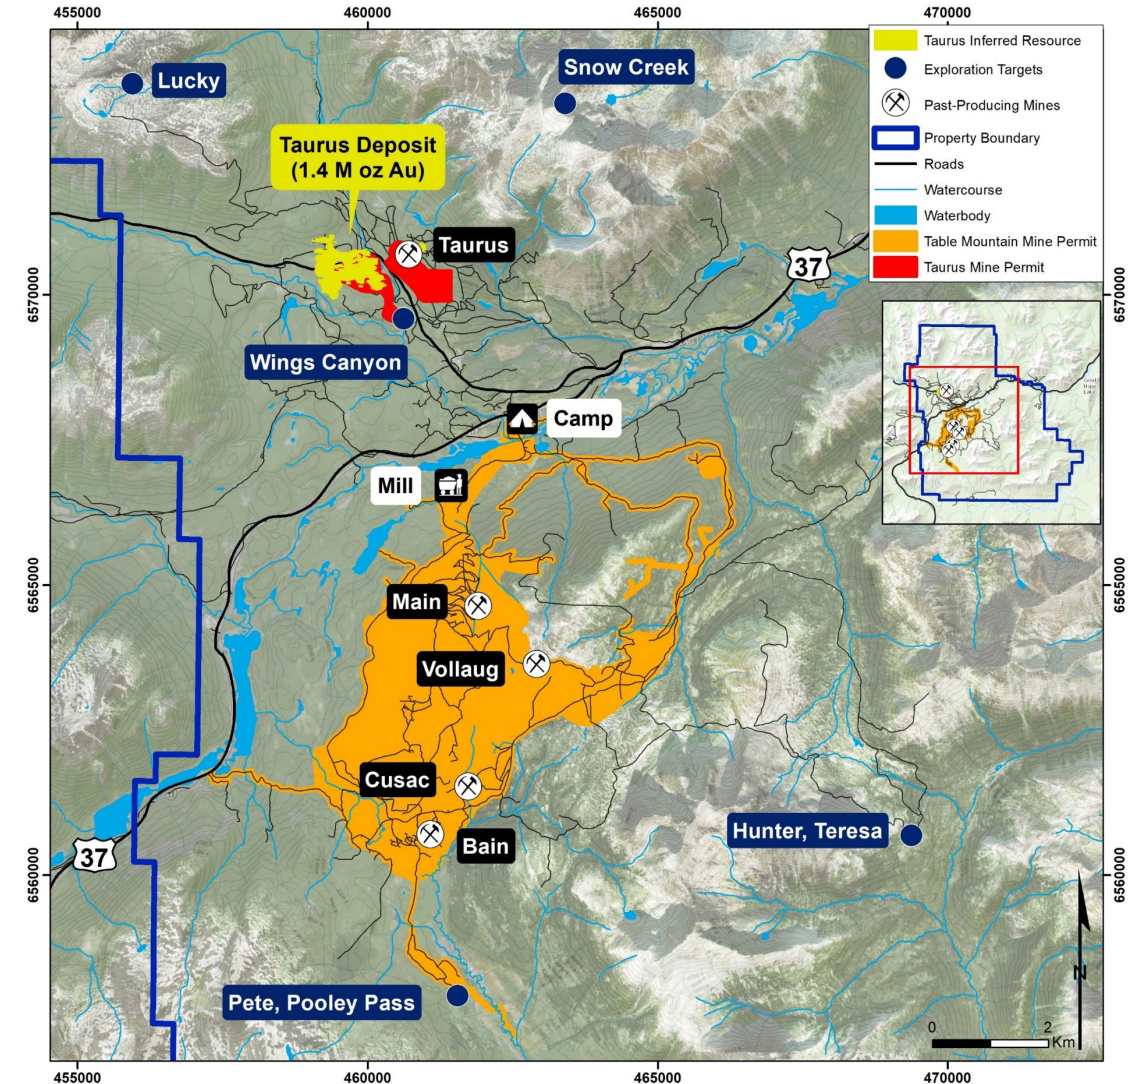 455000
460000
465000
470000
Lucky
Snow Creek
Taurus Deposit
(1.4 M oz Au)
Taurus
Wings Canyon
37
Camp
Mill
Main
Vollaug
Cusac
Bain
Hunter, Teresa
37
Pete, Pooley Pass
Taurus Inferred Resource
Exploration Targets
Past-Producing Mines
Property Boundary
Roads
Watercourse
Waterbody
Table Mountain Mine Permit
Taurus Mine Permit
6570000
6565000
6560000
6570000
6565000
6560000
N
0 2
Km
455000
460000
465000
470000